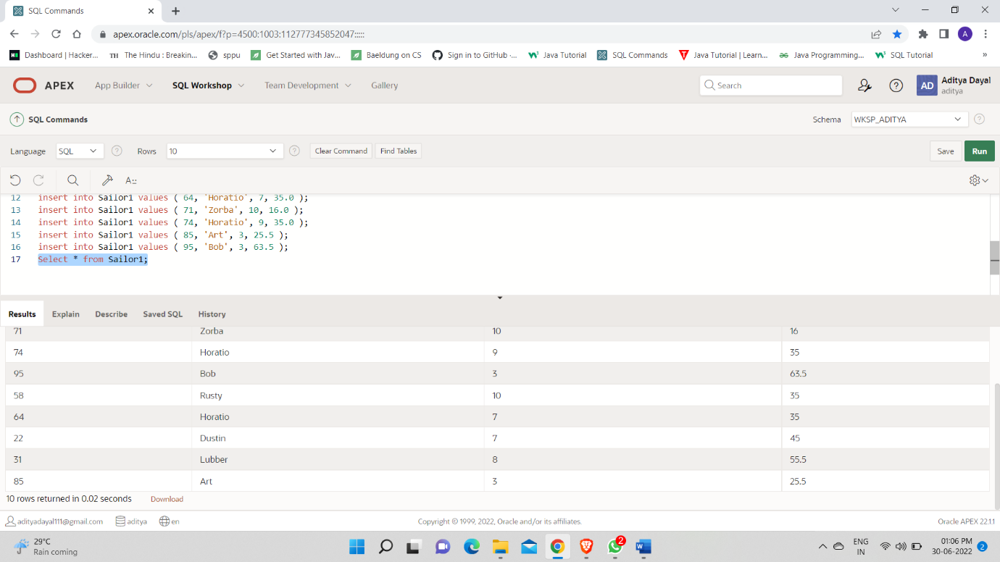 SQL Commands
apex.oracle.com/pls/apex/f?p=4500:1003:112777345852047:::::
A
Dashboard | Hacker... TH The Hindu : Breakin... sppu Get Started with Jav... Baeldung on CS Sign in to GitHub ·... Java Tutorial SQL Commands Java Tutorial | Learn... Java Programming... SQL Tutorial »
APEX App Builder SQL Workshop Team Development Gallery Search AD Aditya Dayal
aditya
SQL Commands Schema WKSP_ADITYA
Language SQL Rows 10 Clear Command Find Tables Save Run
12 insert into Sailor1 values ( 64, 'Horatio', 7, 35.0 );
13 insert into Sailor1 values ( 71, 'Zorba', 10, 16.0 );
14 insert into Sailor1 values ( 74, 'Horatio', 9, 35.0 );
15 insert into Sailor1 values ( 85, 'Art', 3, 25.5 );
16 insert into Sailor1 values ( 95, 'Bob', 3, 63.5 );
17 Select * from Sailor1;
Results Explain Describe Saved SQL History
71 Zorba 10 16
74 Horatio 9 35
95 Bob 3 63.5
58 Rusty 10 35
64 Horatio 7 35
22 Dustin 7 45
31 Lubber 8 55.5
85 Art 3 25.5
10 rows returned in 0.02 seconds Download
adityadayal111@gmail.com aditya en Copyright © 1999, 2022, Oracle and/or its affiliates. Oracle APEX 22.1.1
29°C
Rain coming
2
ENG
IN
01:06 PM
30-06-2022
2